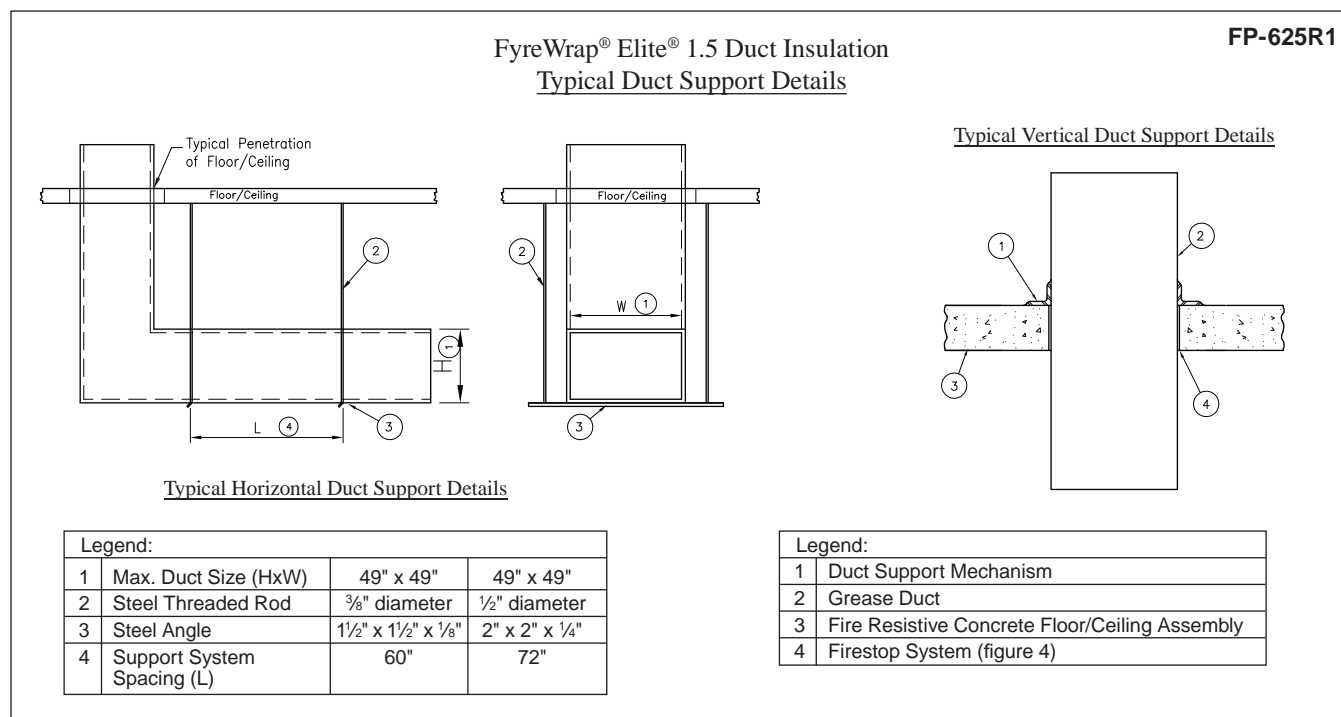 FP-625R1
FyreWrap® Elite® 1.5 Duct Insulation
Typical Duct Support Details
Typical Penetration
of Floor/Ceiling
Floor/Ceiling
2
H 1
L 4
3
Floor/Ceiling
2
W 1
3
Typical Horizontal Duct Support Details
Typical Vertical Duct Support Details
1
2
3
4
Legend:
1 Max. Duct Size (HxW) 49" x 49" 49" x 49"
2 Steel Threaded Rod ⅜" diameter ½" diameter
3 Steel Angle 1½" x 1½" x ⅛" 2" x 2" x ¼"
4 Support System 60" 72"
Spacing (L)
Legend:
1 Duct Support Mechanism
2 Grease Duct
3 Fire Resistive Concrete Floor/Ceiling Assembly
4 Firestop System (figure 4)